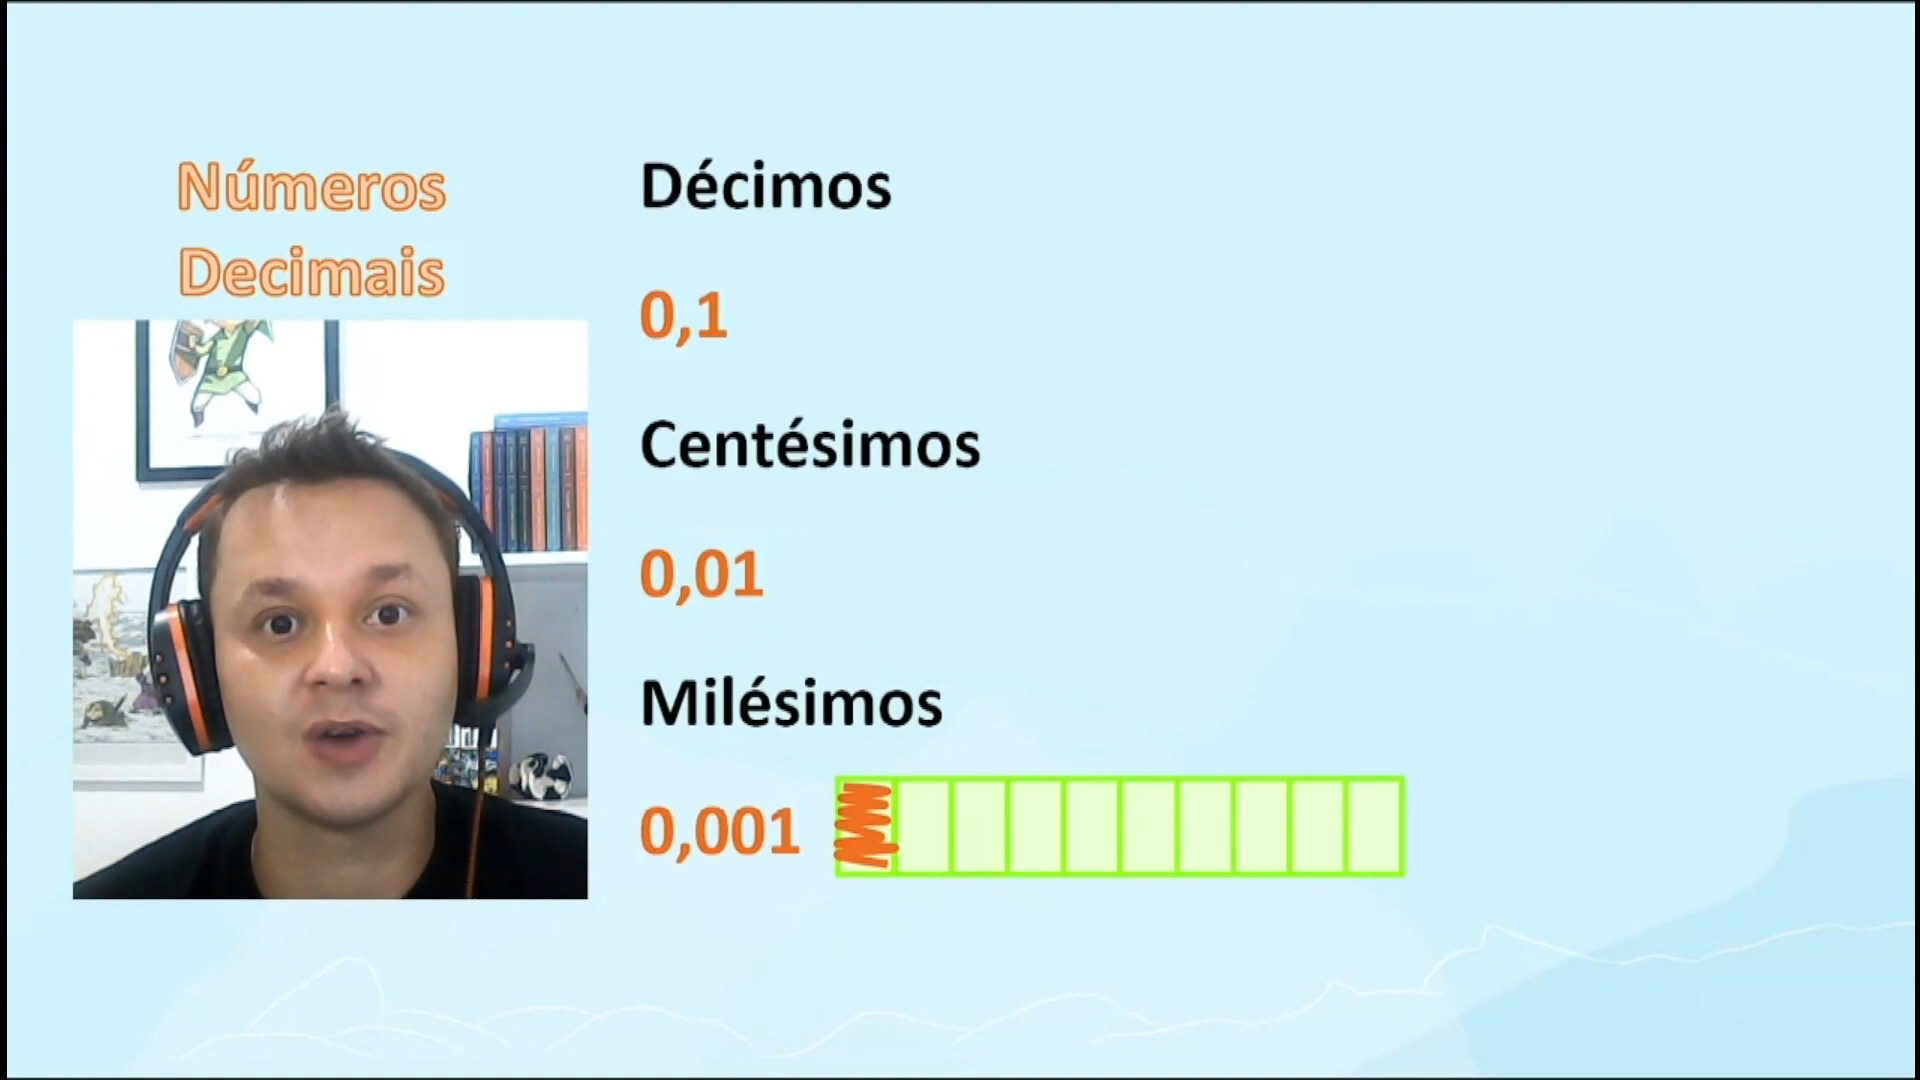 Números
Decimais
Décimos
0,1
Centésimos
0,01
Milésimos
0,001